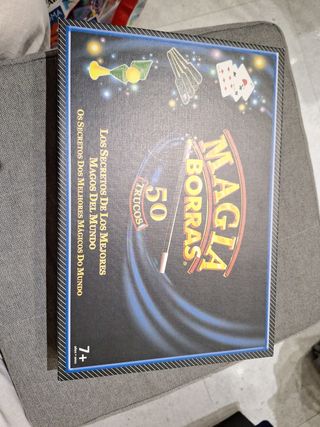 MAGIA
BORRAS
50
TRUCOS
LOS SECRETOS DE LOS MEJORES
MAGOS DEL MUNDO
OS SECRETOS DOS MELHORES MÁGICOS DO MUNDO
7+